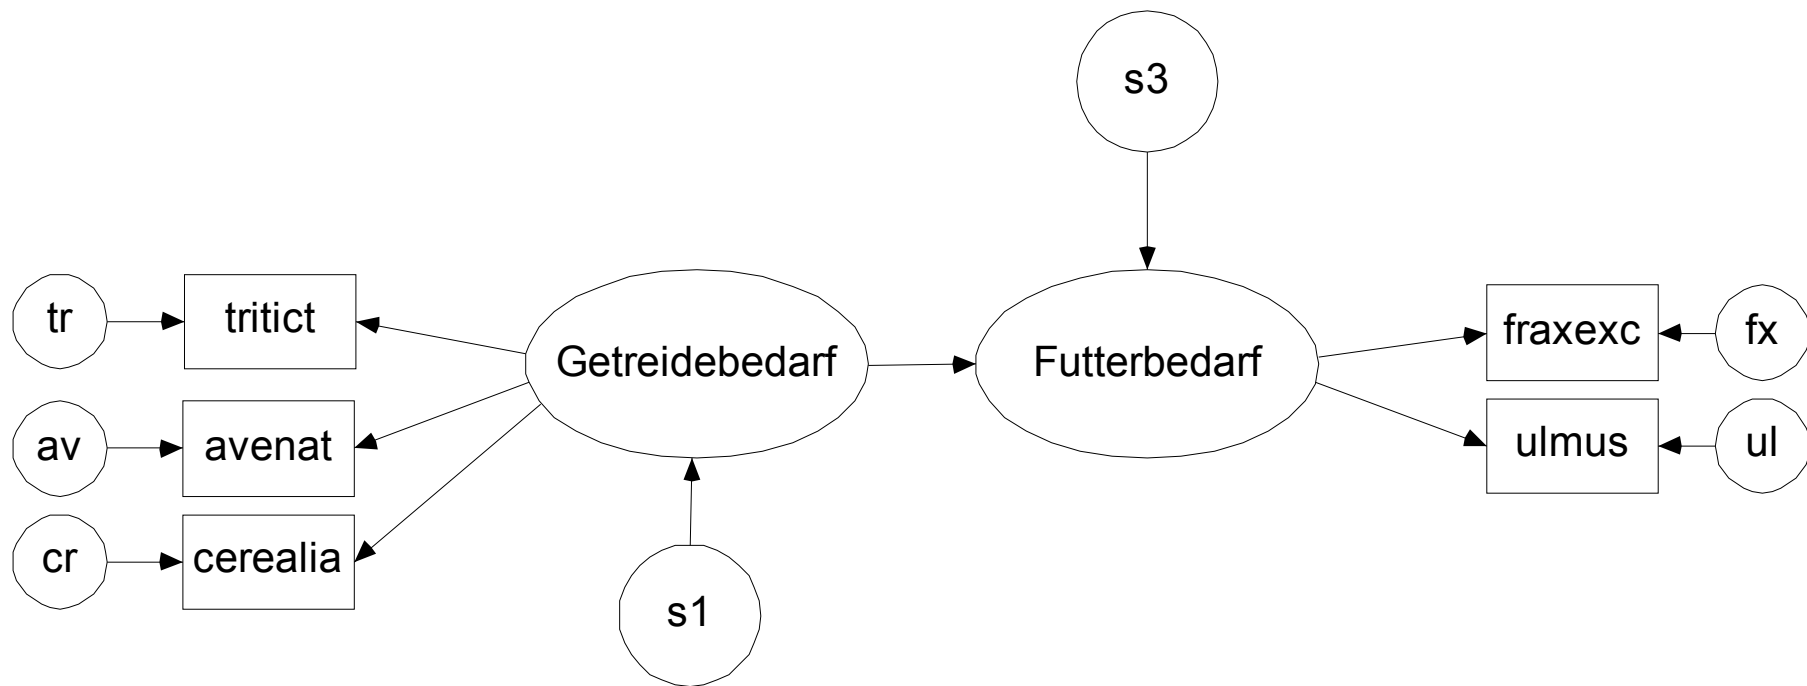 s3
tr
tritict
Getreidebedarf
Futterbedarf
fraxexc
fx
av
avenat
ulmus
ul
cr
cerealia
s1